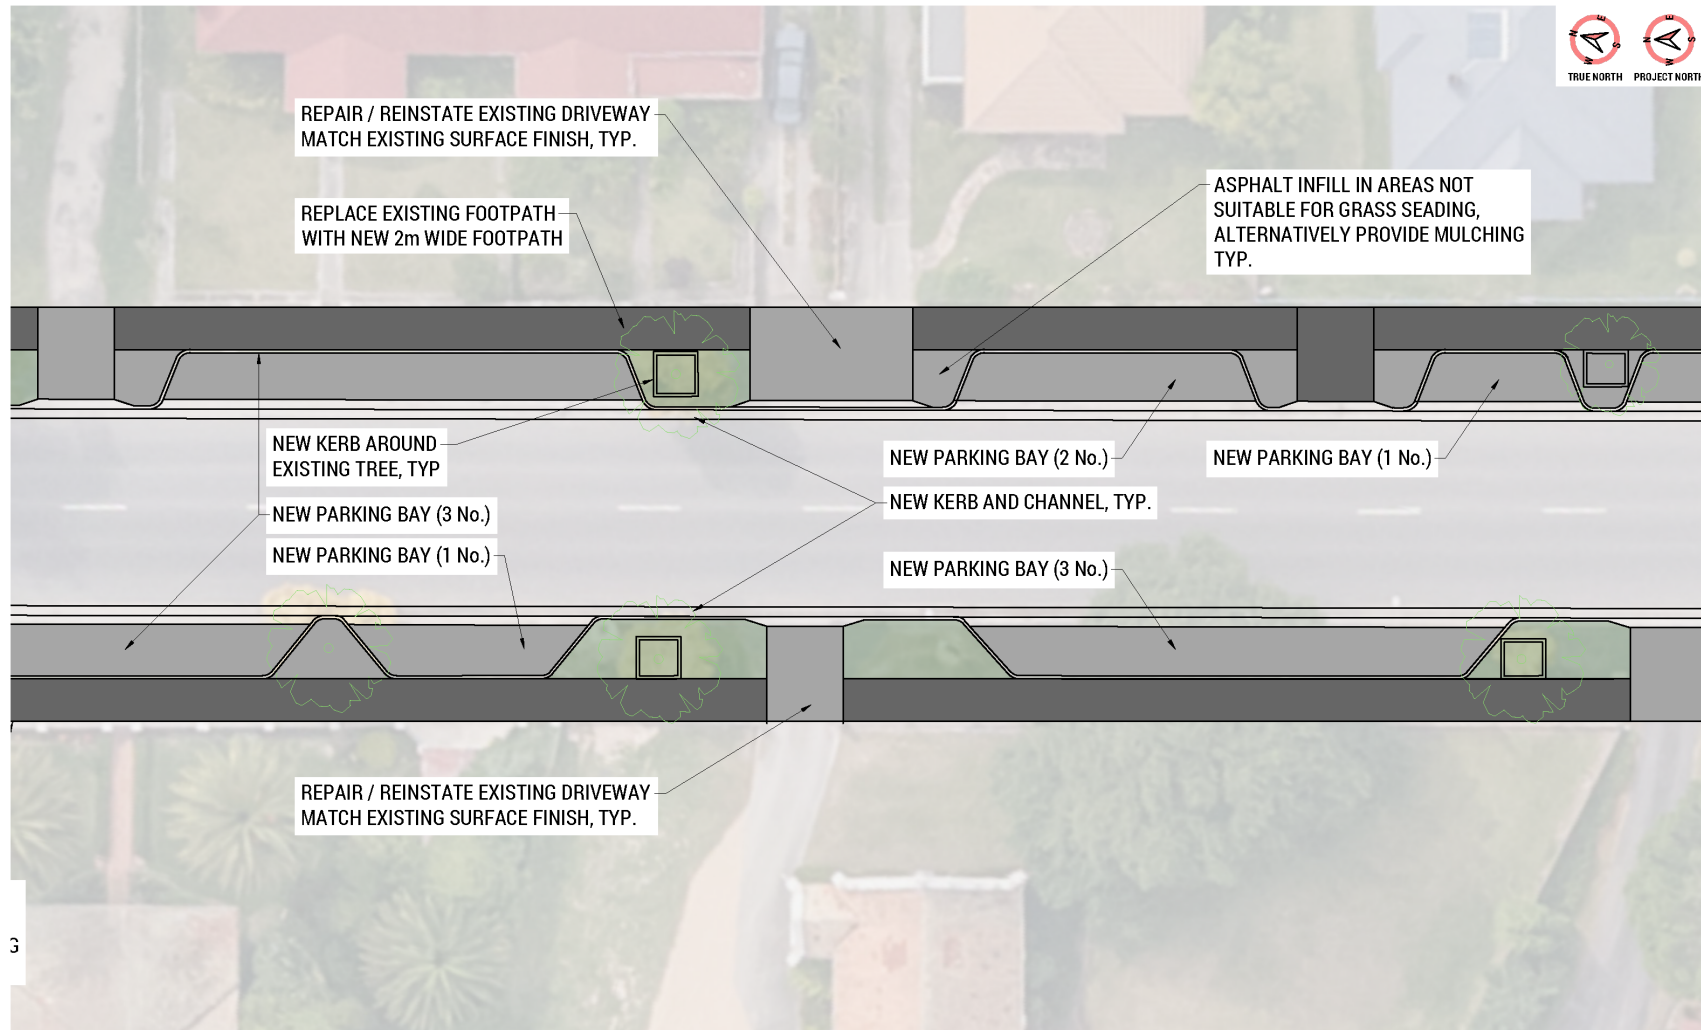 N E S W
N E S W
TRUE NORTH
PROJECT NORTH
REPAIR / REINSTATE EXISTING DRIVEWAY
MATCH EXISTING SURFACE FINISH, TYP.
ASPHALT INFILL IN AREAS NOT
SUITABLE FOR GRASS SEADING,
ALTERNATIVELY PROVIDE MULCHING
TYP.
REPLACE EXISTING FOOTPATH
WITH NEW 2m WIDE FOOTPATH
NEW KERB AROUND
EXISTING TREE, TYP
NEW PARKING BAY (2 No.)
NEW PARKING BAY (1 No.)
NEW KERB AND CHANNEL, TYP.
NEW PARKING BAY (3 No.)
NEW PARKING BAY (1 No.)
NEW PARKING BAY (3 No.)
REPAIR / REINSTATE EXISTING DRIVEWAY
MATCH EXISTING SURFACE FINISH, TYP.
G